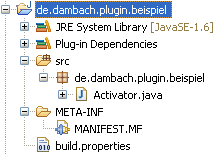 de.dambach.plugin.beispiel
JRE System Library [JavaSE-1.6]
Plug-in Dependencies
src
de.dambach.plugin.beispiel
Activator.java
META-INF
MANIFEST.MF
build.properties